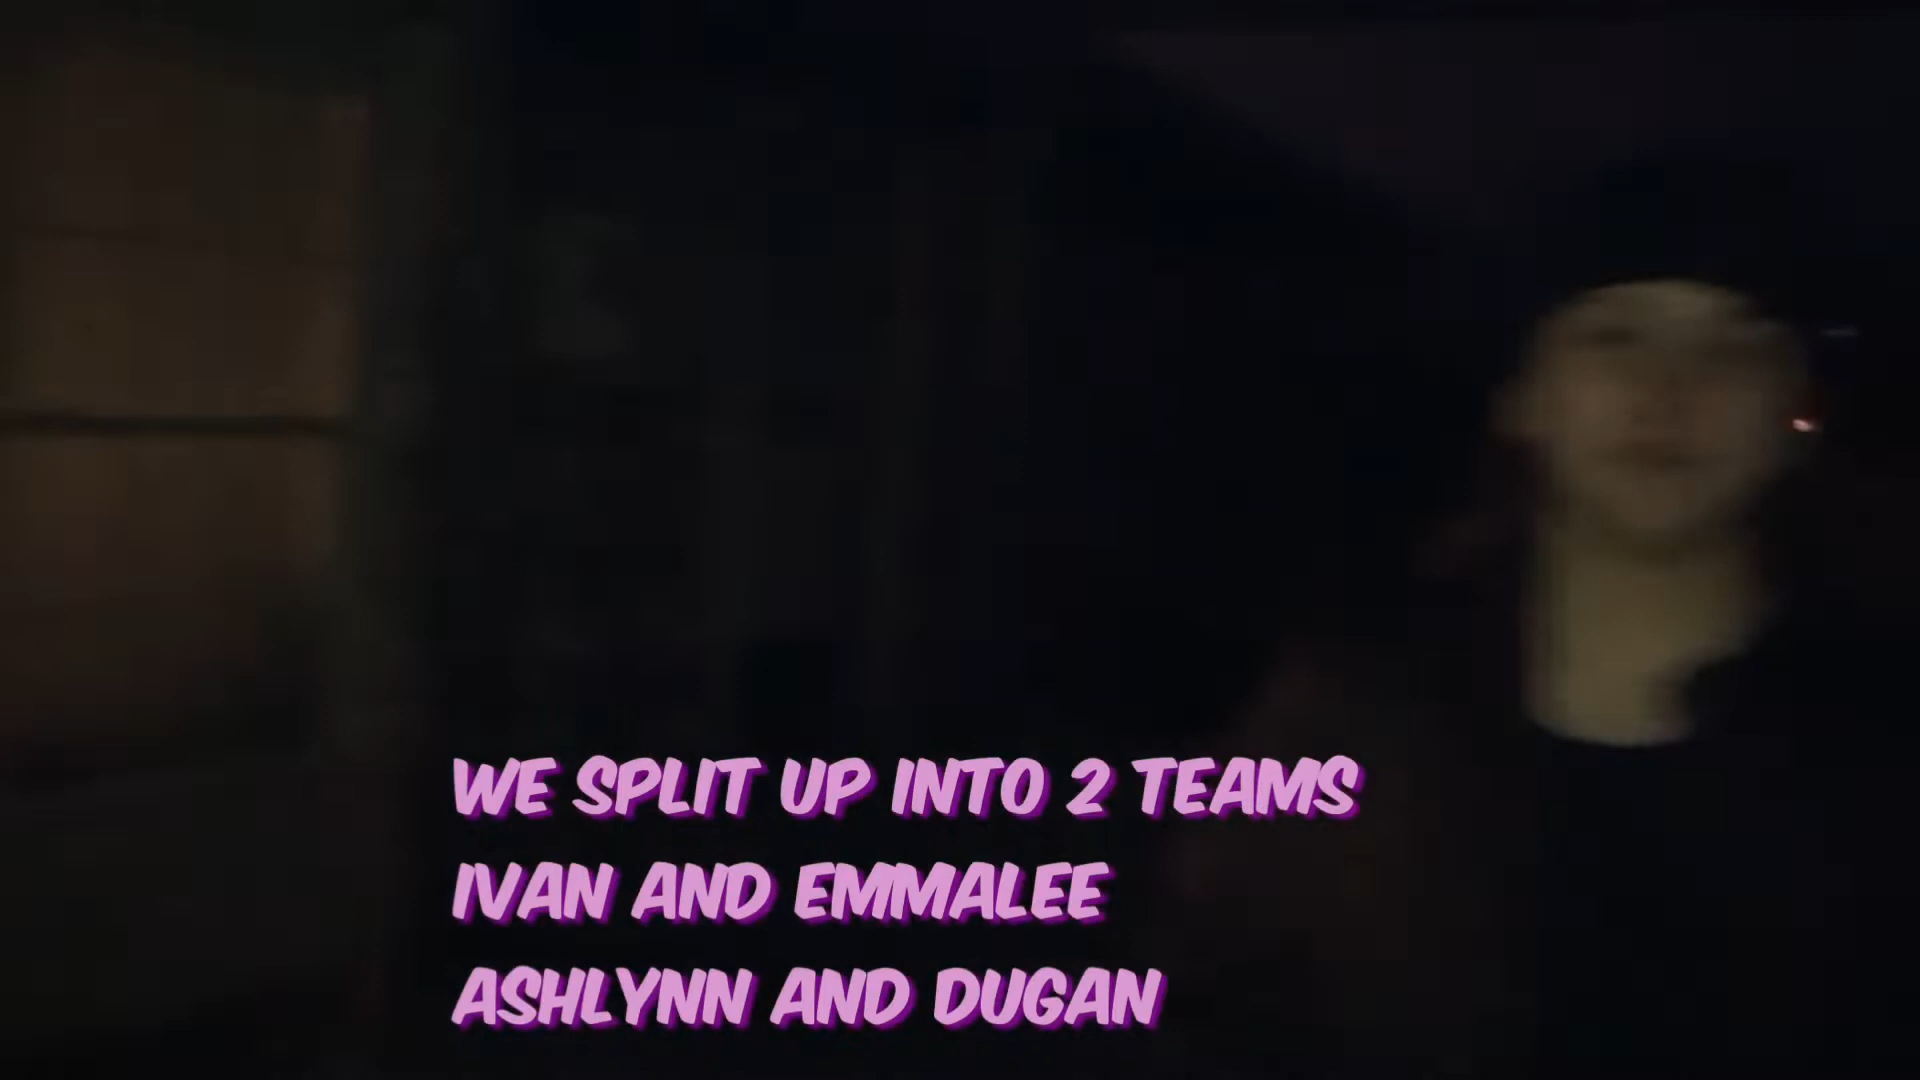 WE SPLIT UP INTO 2 TEAMS
IVAN AND EMMALEE
ASHLYNN AND DUGAN